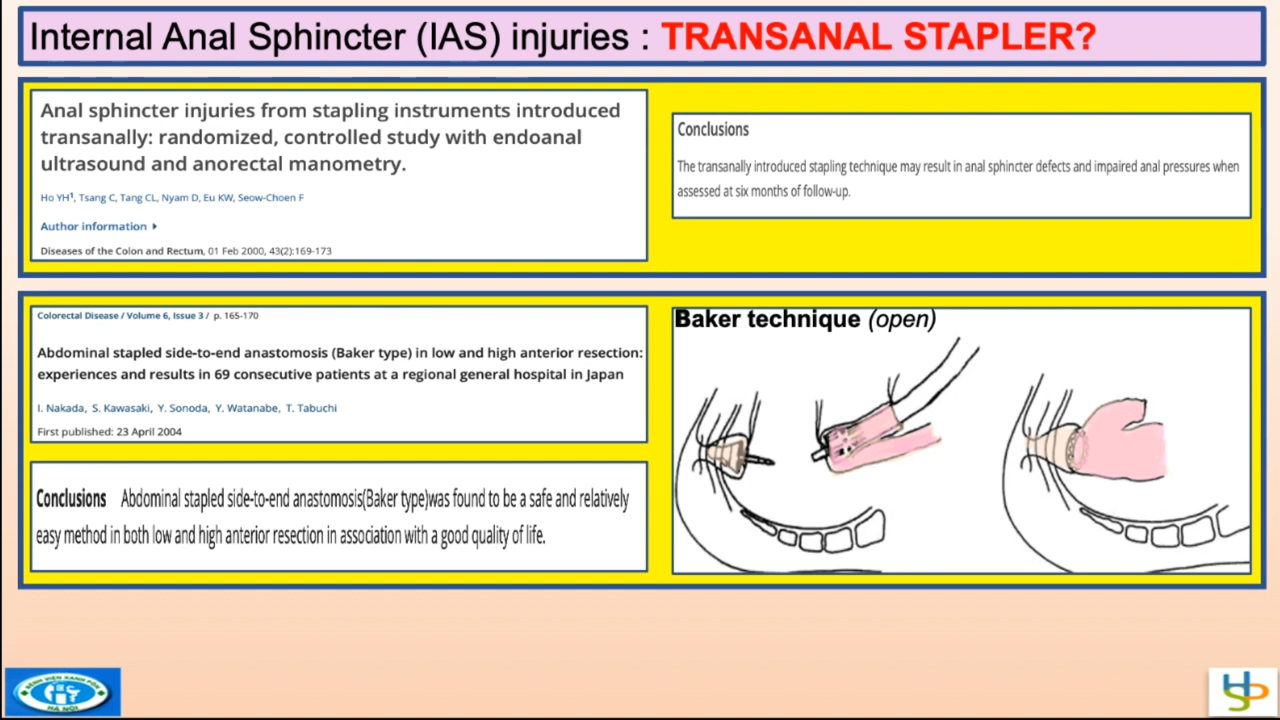 Internal Anal Sphincter (IAS) injuries : TRANSANAL STAPLER?
Anal sphincter injuries from stapling instruments introduced
transanally: randomized, controlled study with endoanal
ultrasound and anorectal manometry.
Ho YH¹, Tsang C, Tang CL, Nyam D, Eu KW, Seow-Choen F
Author information ▸
Diseases of the Colon and Rectum, 01 Feb 2000, 43(2):169-173
Conclusions
The transanally introduced stapling technique may result in anal sphincter defects and impaired anal pressures when
assessed at six months of follow-up.
Colorectal Disease / Volume 6, Issue 3 / p. 165-170
Abdominal stapled side-to-end anastomosis (Baker type) in low and high anterior resection:
experiences and results in 69 consecutive patients at a regional general hospital in Japan
I. Nakada, S. Kawasaki, Y. Sonoda, Y. Watanabe, T. Tabuchi
First published: 23 April 2004
Conclusions Abdominal stapled side-to-end anastomosis(Baker type)was found to be a safe and relatively
easy method in both low and high anterior resection in association with a good quality of life.
Baker technique (open)
BỆNH VIỆN XANH PÔN
HÀ NỘI